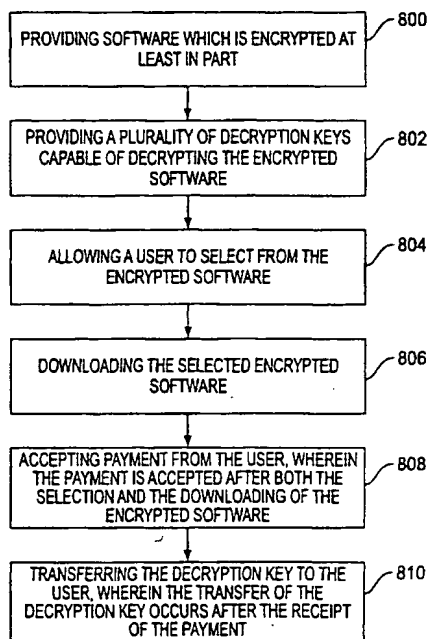 PROVIDING SOFTWARE WHICH IS ENCRYPTED AT
LEAST IN PART
800
PROVIDING A PLURALITY OF DECRYPTION KEYS
CAPABLE OF DECRYPTING THE ENCRYPTED
SOFTWARE
802
ALLOWING A USER TO SELECT FROM THE
ENCRYPTED SOFTWARE
804
DOWNLOADING THE SELECTED ENCRYPTED
SOFTWARE
806
ACCEPTING PAYMENT FROM THE USER, WHEREIN
THE PAYMENT IS ACCEPTED AFTER BOTH THE
SELECTION AND THE DOWNLOADING OF THE
ENCRYPTED SOFTWARE
808
TRANSFERRING THE DECRYPTION KEY TO THE
USER, WHEREIN THE TRANSFER OF THE
DECRYPTION KEY OCCURS AFTER THE RECEIPT
OF THE PAYMENT
810